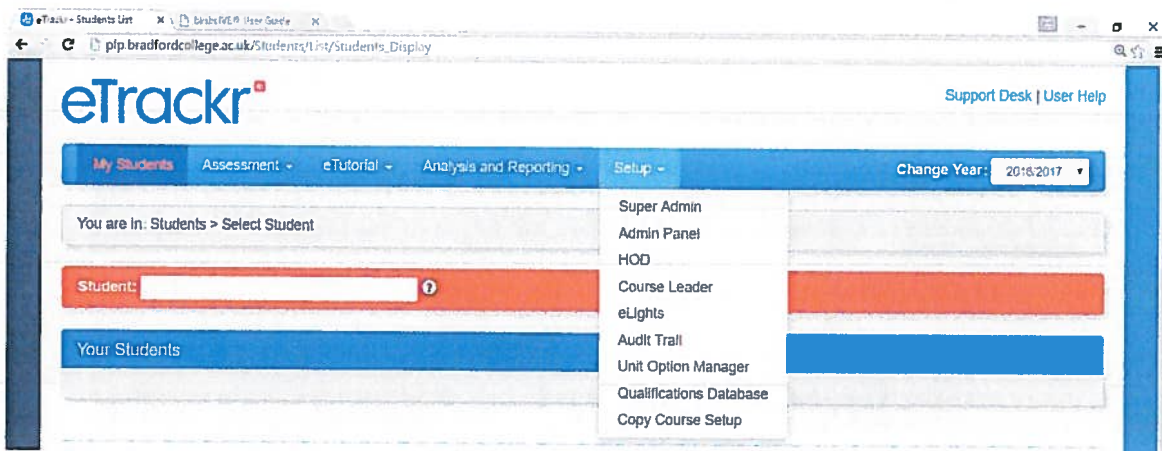 eTrackr - Students List
plp.bradfordcollege.ac.uk/Students/List/Students_Display
eTrackr
Support Desk | User Help
My Students Assessment eTutorial Analysis and Reporting Setup Change Year: 2016/2017
You are in: Students > Select Student
Student:
Your Students
Super Admin
Admin Panel
HOD
Course Leader
eLights
Audit Trail
Unit Option Manager
Qualifications Database
Copy Course Setup